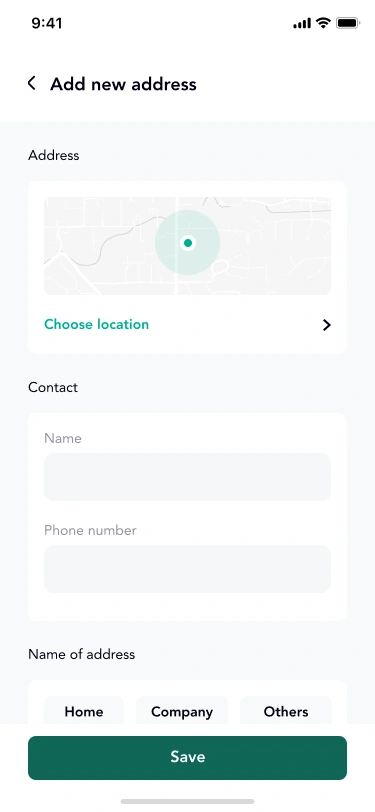 9:41
Add new address
Address
Choose location
Contact
Name
Phone number
Name of address
Home Company Others
Save